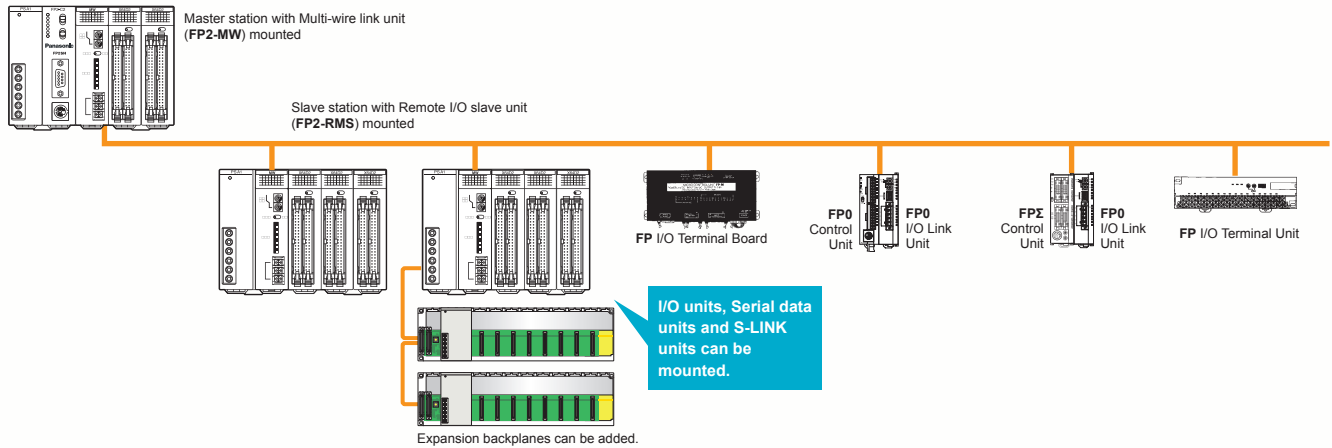 Master station with Multi-wire link unit
(FP2-MW) mounted
Panasonic
Slave station with Remote I/O slave unit
(FP2-RMS) mounted
FP I/O Terminal Board
FP0
Control
Unit
FP0
I/O Link
Unit
FPΣ
Control
Unit
FP0
I/O Link
Unit
FP I/O Terminal Unit
I/O units, Serial data
units and S-LINK
units can be
mounted.
Expansion backplanes can be added.